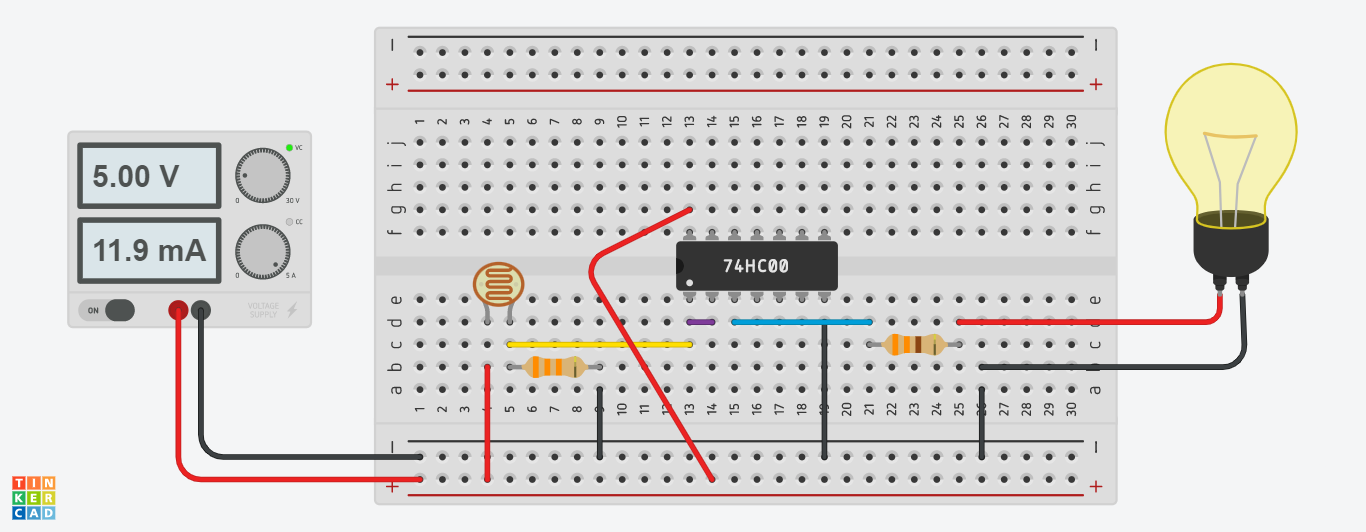 − −
+ +
1 2 3 4 5 6 7 8 9 10 11 12 13 14 15 16 17 18 19 20 21 22 23 24 25 26 27 28 29 30
j j
i i
h h
g g
f f
5.00 V
VC
0 30 V
CC
11.9 mA
0 5 A
ON
VOLTAGE
SUPPLY
74HC00
e e
d d
c c
b b
a a
1 2 3 4 5 6 7 8 9 10 11 12 13 14 15 16 17 18 19 20 21 22 23 24 25 26 27 28 29 30
− −
+ +
TIN
KER
CAD